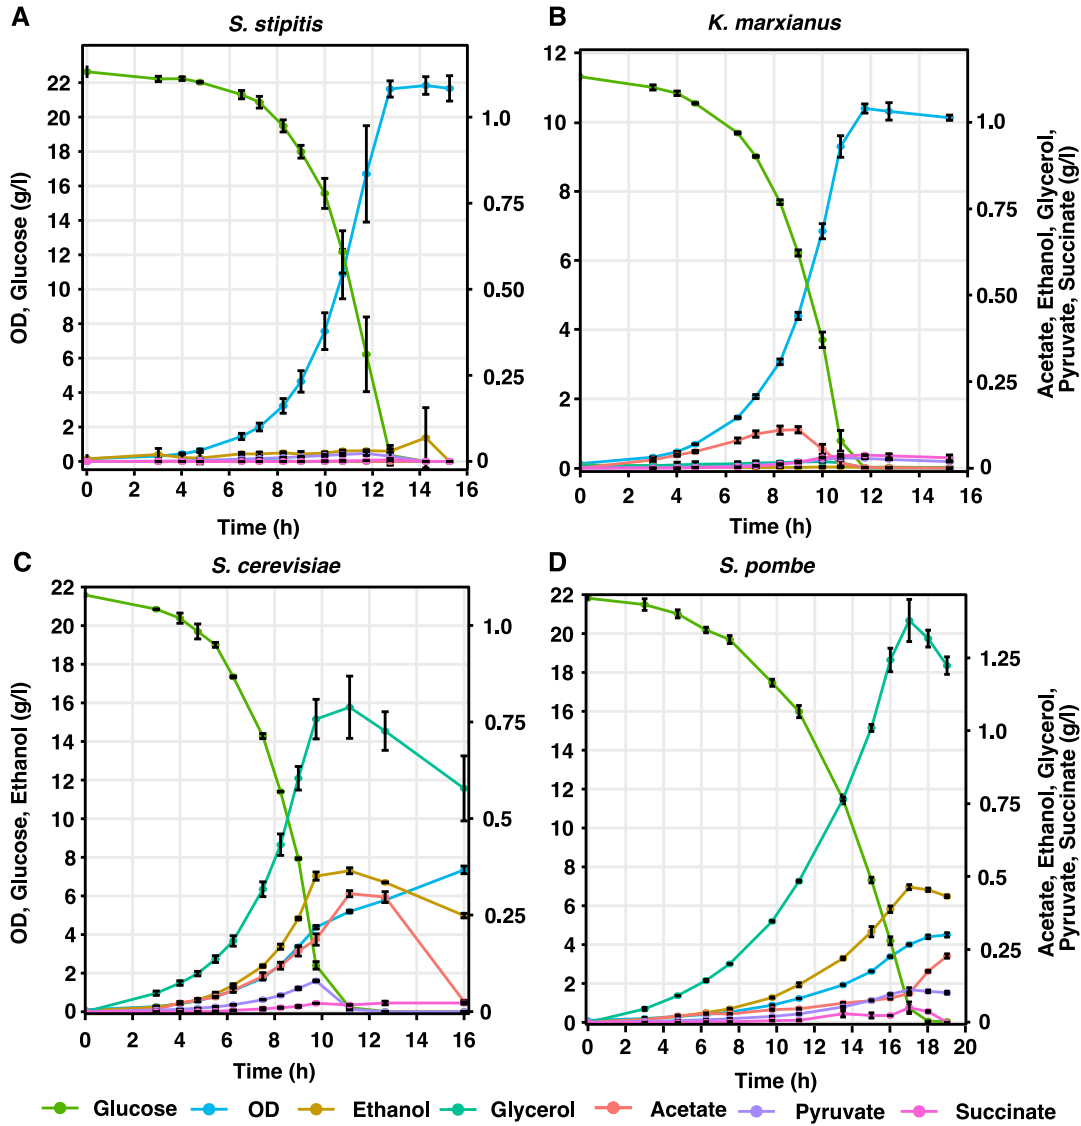 A
S. stipitis
22
20
18
16
14
12
10
8
6
4
2
0
1.0
0.75
0.50
0.25
0
0 2 4 6 8 10 12 14 16
Time (h)
OD, Glucose (g/l)
B
K. marxianus
12
10
8
6
4
2
0
1.0
0.75
0.50
0.25
0
0 2 4 6 8 10 12 14 16
Time (h)
Acetate, Ethanol, Glycerol,
Pyruvate, Succinate (g/l)
C
S. cerevisiae
22
20
18
16
14
12
10
8
6
4
2
0
1.0
0.75
0.5
0.25
0
0 2 4 6 8 10 12 14 16
Time (h)
OD, Glucose, Ethanol (g/l)
D
S. pombe
22
20
18
16
14
12
10
8
6
4
2
0
1.25
1.0
0.75
0.5
0.25
0
0 2 4 6 8 10 12 14 16 18 20
Time (h)
Acetate, Ethanol, Glycerol,
Pyruvate, Succinate (g/l)
Glucose OD Ethanol Glycerol Acetate Pyruvate Succinate